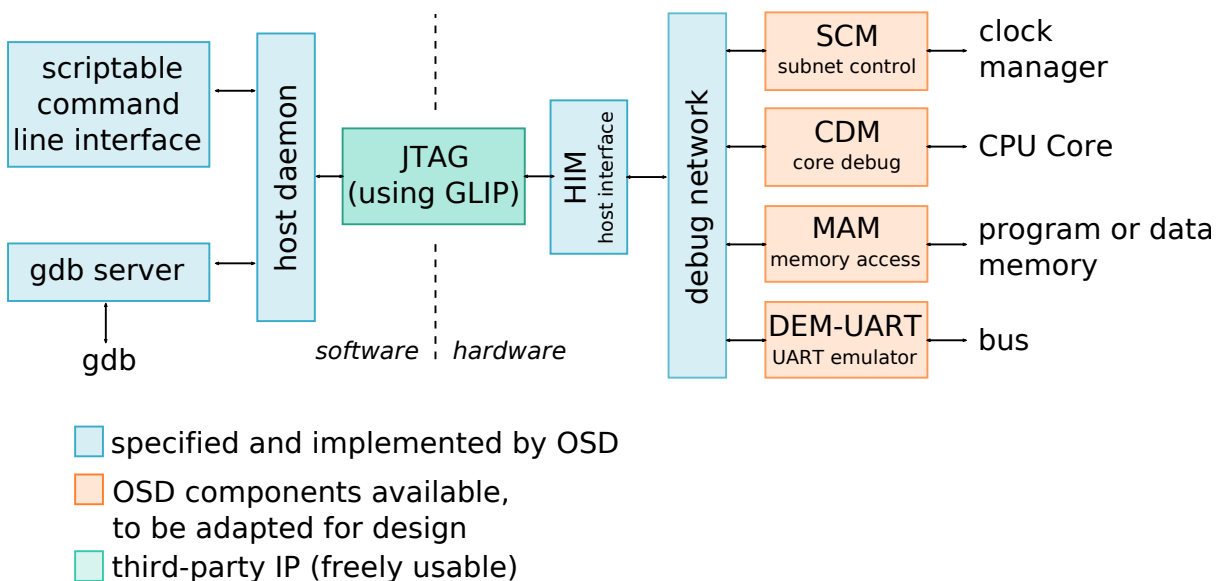 scriptable
command
line interface
gdb server
gdb
host daemon
JTAG
(using GLIP)
software
hardware
HIM
host interface
debug network
SCM
subnet control
clock
manager
CDM
core debug
CPU Core
MAM
memory access
program or data
memory
DEM-UART
UART emulator
bus
specified and implemented by OSD
OSD components available,
to be adapted for design
third-party IP (freely usable)